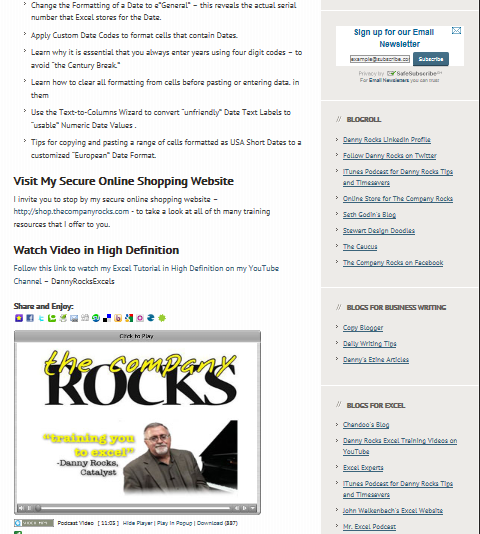 Change the Formatting of a Date to e"General" – this reveals the actual serial
number that Excel stores for the Date.
Apply Custom Date Codes to format cells that contain Dates.
Learn why it is essential that you always enter years using four digit codes – to
avoid "the Century Break."
Learn how to clear all formatting from cells before pasting or entering data. in
them
Use the Text-to-Columns Wizard to convert "unfriendly" Date Text Labels to
"usable" Numeric Date Values .
Tips for copying and pasting a range of cells formatted as USA Short Dates to a
customized "European" Date Format.
Visit My Secure Online Shopping Website
I invite you to stop by my secure online shopping website –
http://shop.thecompanyrocks.com - to take a look at all of th many training
resources that I offer to you.
Watch Video in High Definition
Follow this link to watch my Excel Tutorial in High Definition on my YouTube
Channel – DannyRocksExcels
Share and Enjoy:
Click to Play
the company
ROCKS
"training you
to excel"
-Danny Rocks,
Catalyst
Podcast Video [ 11:03 ] Hide Player | Play in Popup | Download (387)
Sign up for our Email
Newsletter
example@subscribe.co Subscribe
Privacy by SafeSubscribe
For Email Newsletters you can trust
// BLOGROLL
Danny Rocks LinkedIn Profile
Follow Danny Rocks on Twitter
iTunes Podcast for Danny Rocks Tips
and Timesavers
Online Store for The Company Rocks
Seth Godin's Blog
Stewart Design Doodles
The Caucus
The Company Rocks on Facebook
// BLOGS FOR BUSINESS WRITING
Copy Blogger
Daily Writing Tips
Danny's Ezine Articles
// BLOGS FOR EXCEL
Chandoo's Blog
Danny Rocks Excel Training Videos on
YouTube
Excel Experts
iTunes Podcast for Danny Rocks Tips
and Timesavers
John Walkenbach's Excel Website
Mr. Excel Podcast